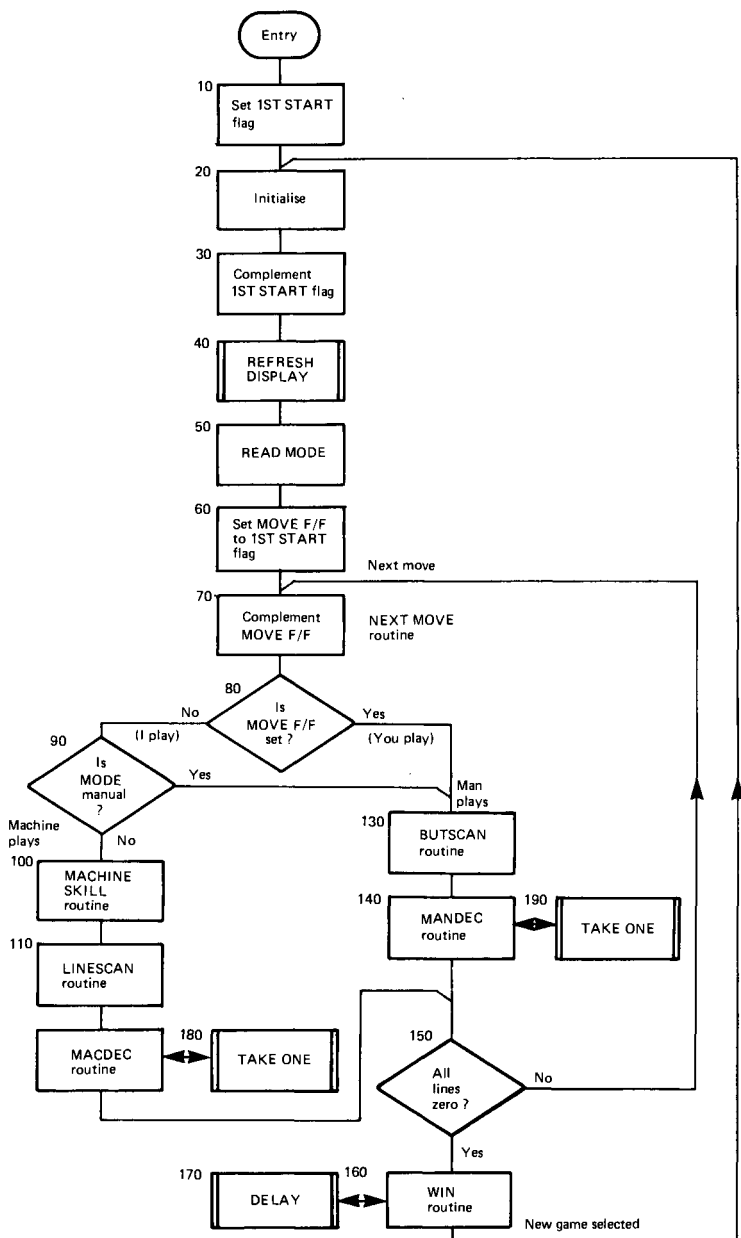 Entry
10
Set 1ST START
flag
20
Initialise
30
Complement
1ST START flag
40
REFRESH
DISPLAY
50
READ MODE
60
Set MOVE F/F
to 1ST START
flag
Next move
70
Complement
MOVE F/F
NEXT MOVE
routine
80
Is
MOVE F/F
set ?
No
(I play)
Yes
(You play)
90
Is
MODE
manual
?
Yes
Man
plays
Machine
plays
No
100
MACHINE
SKILL
routine
130
BUTSCAN
routine
110
LINESCAN
routine
140
MANDEC
routine
190
TAKE ONE
MACDEC
routine
180
TAKE ONE
150
All
lines
zero ?
No
Yes
170
DELAY
160
WIN
routine
New game selected